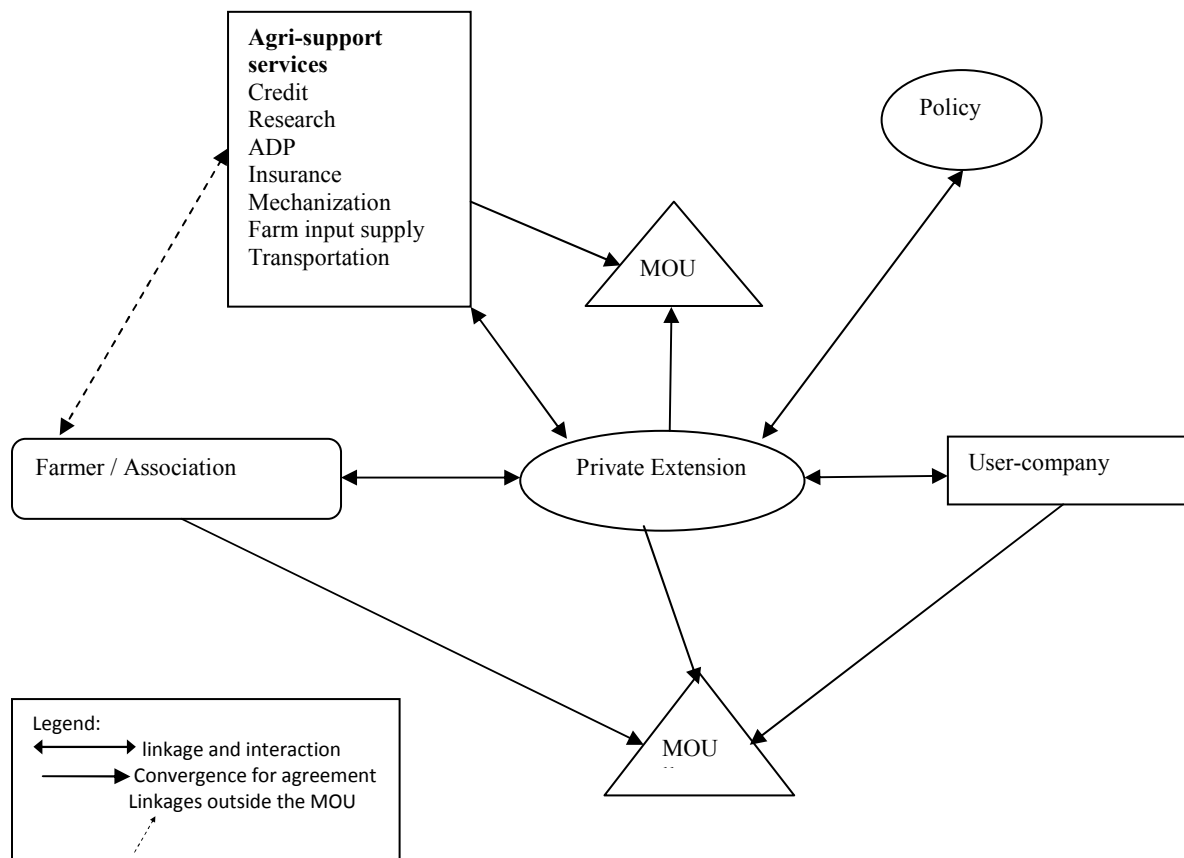 Agri-support
services
Credit
Research
ADP
Insurance
Mechanization
Farm input supply
Transportation
Policy
MOU
Farmer / Association
Private Extension
User-company
MOU
Legend:
linkage and interaction
Convergence for agreement
Linkages outside the MOU